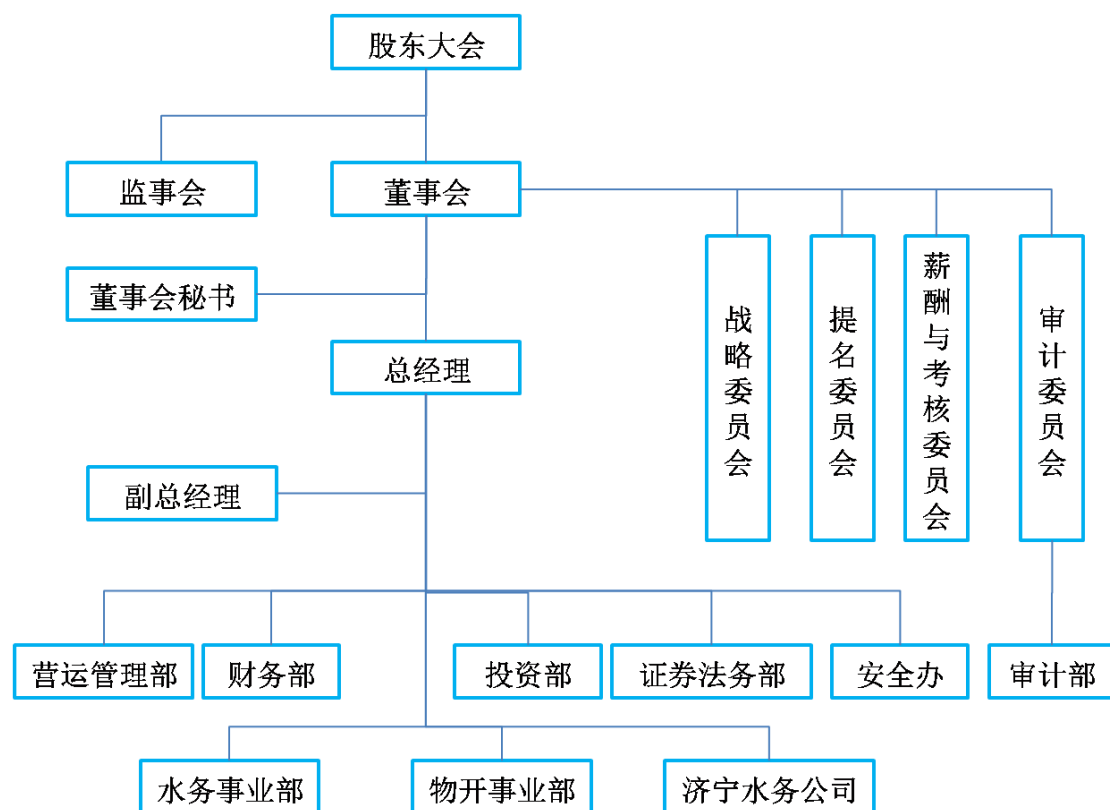 股东大会
监事会
董事会
董事会秘书
总经理
战略委员会
提名委员会
薪酬与考核委员会
审计委员会
副总经理
营运管理部
财务部
投资部
证券法务部
安全办
审计部
水务事业部
物开事业部
济宁水务公司